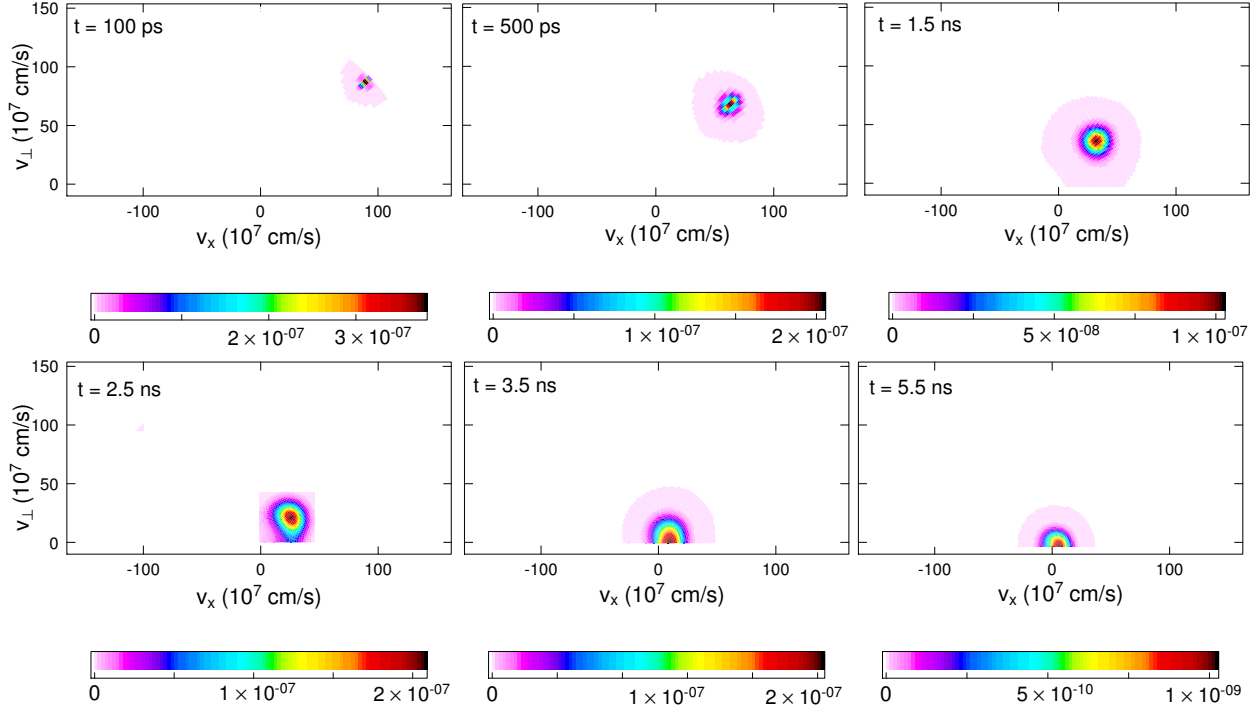 t = 100 ps
t = 500 ps
t = 1.5 ns
150
100
50
0
v⊥ (10⁷ cm/s)
-100 0 100
-100 0 100
-100 0 100
vₓ (10⁷ cm/s)
vₓ (10⁷ cm/s)
vₓ (10⁷ cm/s)
0 2 × 10⁻⁰⁷ 3 × 10⁻⁰⁷
0 1 × 10⁻⁰⁷ 2 × 10⁻⁰⁷
0 5 × 10⁻⁰⁸ 1 × 10⁻⁰⁷
t = 2.5 ns
t = 3.5 ns
t = 5.5 ns
150
100
50
0
v⊥ (10⁷ cm/s)
-100 0 100
-100 0 100
-100 0 100
vₓ (10⁷ cm/s)
vₓ (10⁷ cm/s)
vₓ (10⁷ cm/s)
0 1 × 10⁻⁰⁷ 2 × 10⁻⁰⁷
0 1 × 10⁻⁰⁷ 2 × 10⁻⁰⁷
0 5 × 10⁻¹⁰ 1 × 10⁻⁰⁹